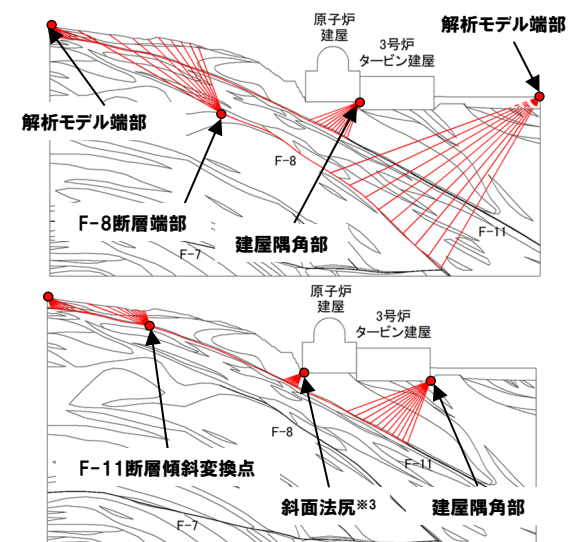 原子炉
建屋
3号炉
タービン建屋
解析モデル端部
解析モデル端部
F-8断層端部
建屋隅角部
F-8
F-11
F-7
原子炉
建屋
3号炉
タービン建屋
F-11断層傾斜変換点
斜面法尻※3
建屋隅角部
F-8
F-11
F-7